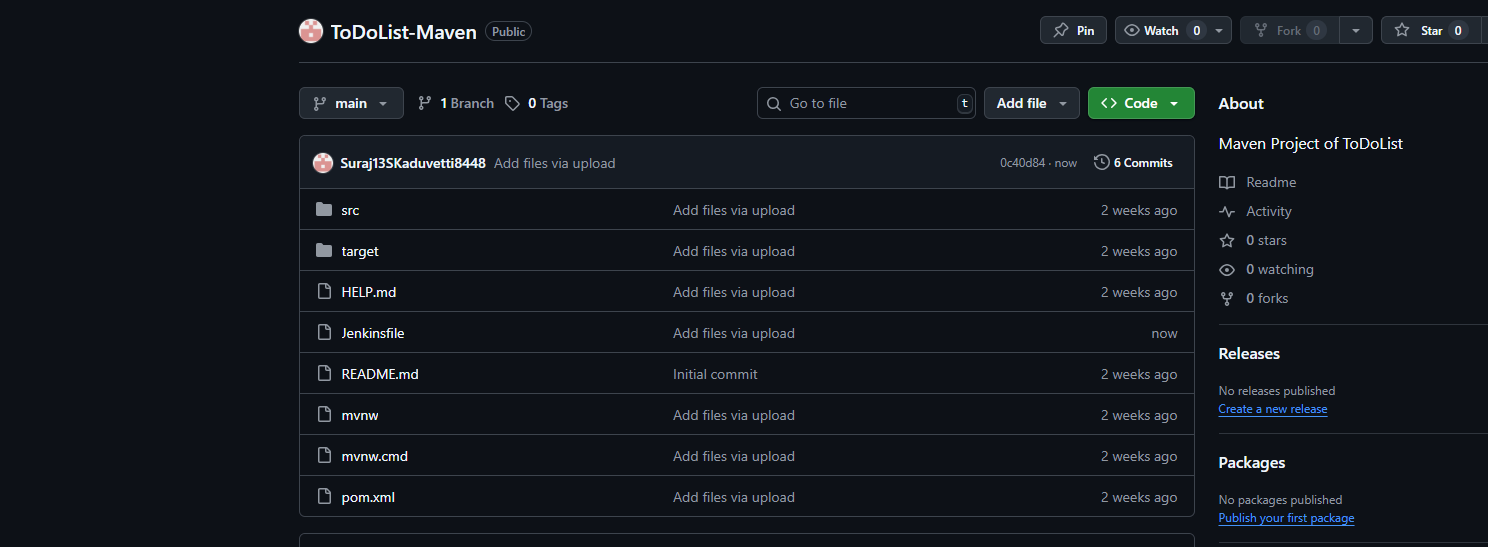 ToDoList-Maven Public
Pin Watch 0 Fork 0 Star 0
main 1 Branch 0 Tags Go to file t Add file Code
Suraj13SKaduvetti8448 Add files via upload 0c40d84 · now 6 Commits
src Add files via upload 2 weeks ago
target Add files via upload 2 weeks ago
HELP.md Add files via upload 2 weeks ago
Jenkinsfile Add files via upload now
README.md Initial commit 2 weeks ago
mvnw Add files via upload 2 weeks ago
mvnw.cmd Add files via upload 2 weeks ago
pom.xml Add files via upload 2 weeks ago
About
Maven Project of ToDoList
Readme
Activity
0 stars
0 watching
0 forks
Releases
No releases published
Create a new release
Packages
No packages published
Publish your first package